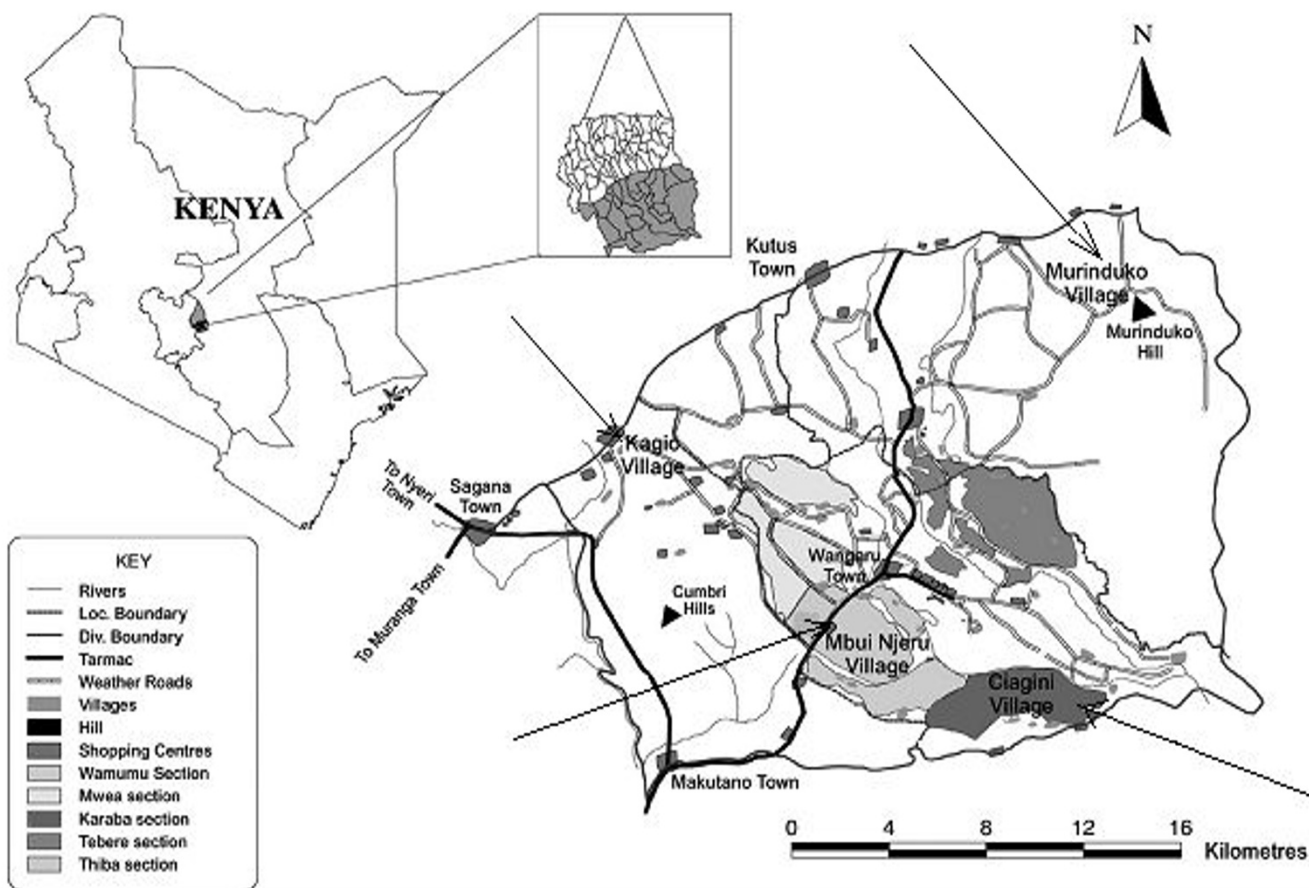 KENYA
N
Kutus
Town
Murinduko
Village
Murinduko
Hill
Kagio
Village
To Nyeri
Town
Sagana
Town
To Muranga Town
Wangaru
Town
Cumbri
Hills
Mbui Njeru
Village
Ciagini
Village
Makutano Town
KEY
Rivers
Loc. Boundary
Div. Boundary
Tarmac
Weather Roads
Villages
Hill
Shopping Centres
Wamumu Section
Mwea section
Karaba section
Tebere section
Thiba section
0 4 8 12 16
Kilometres